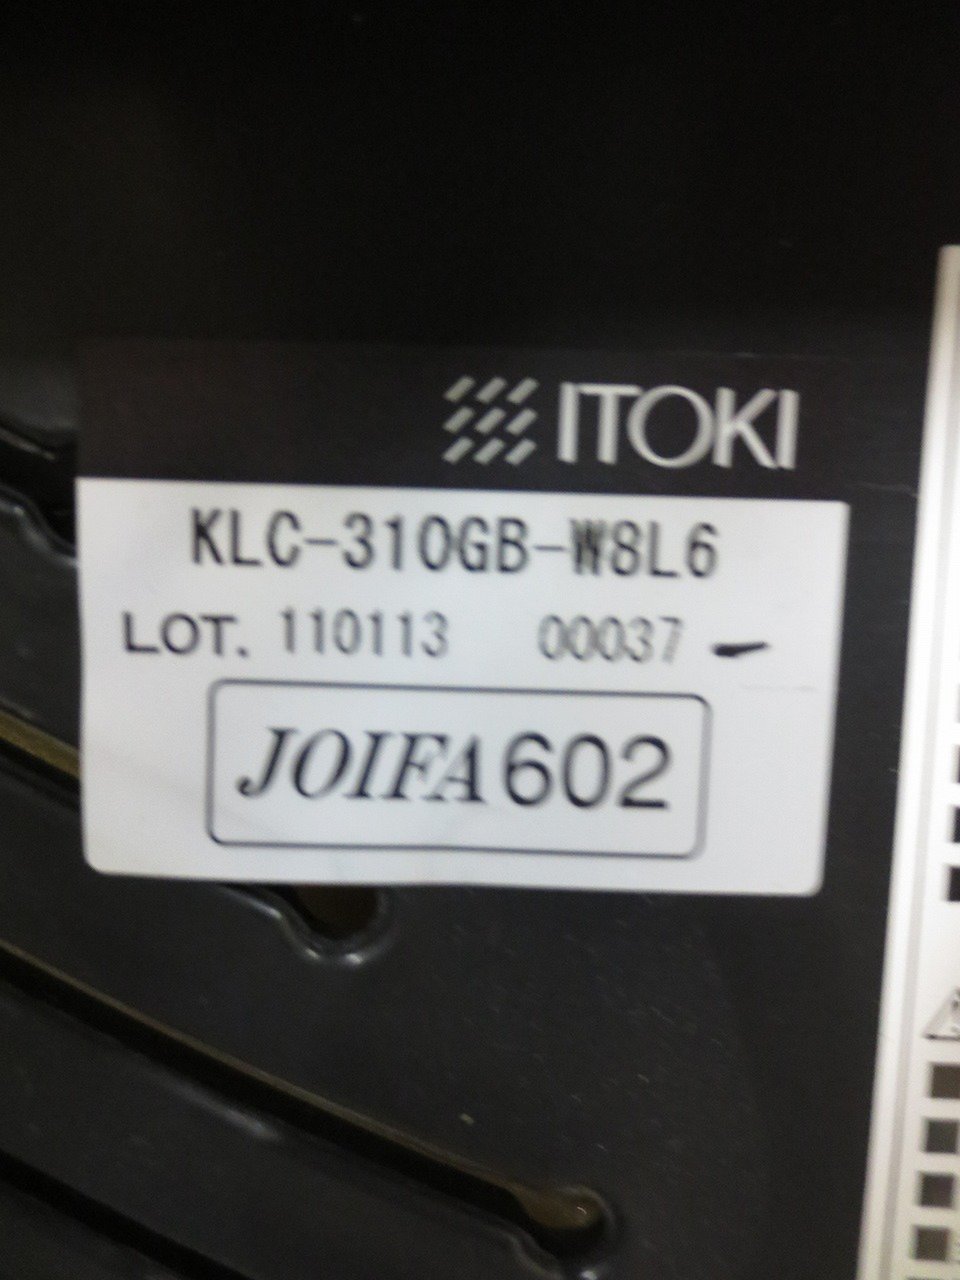 ITOKI
KLC-310GB-W8L6
LOT. 110113 00037
JOIFA602